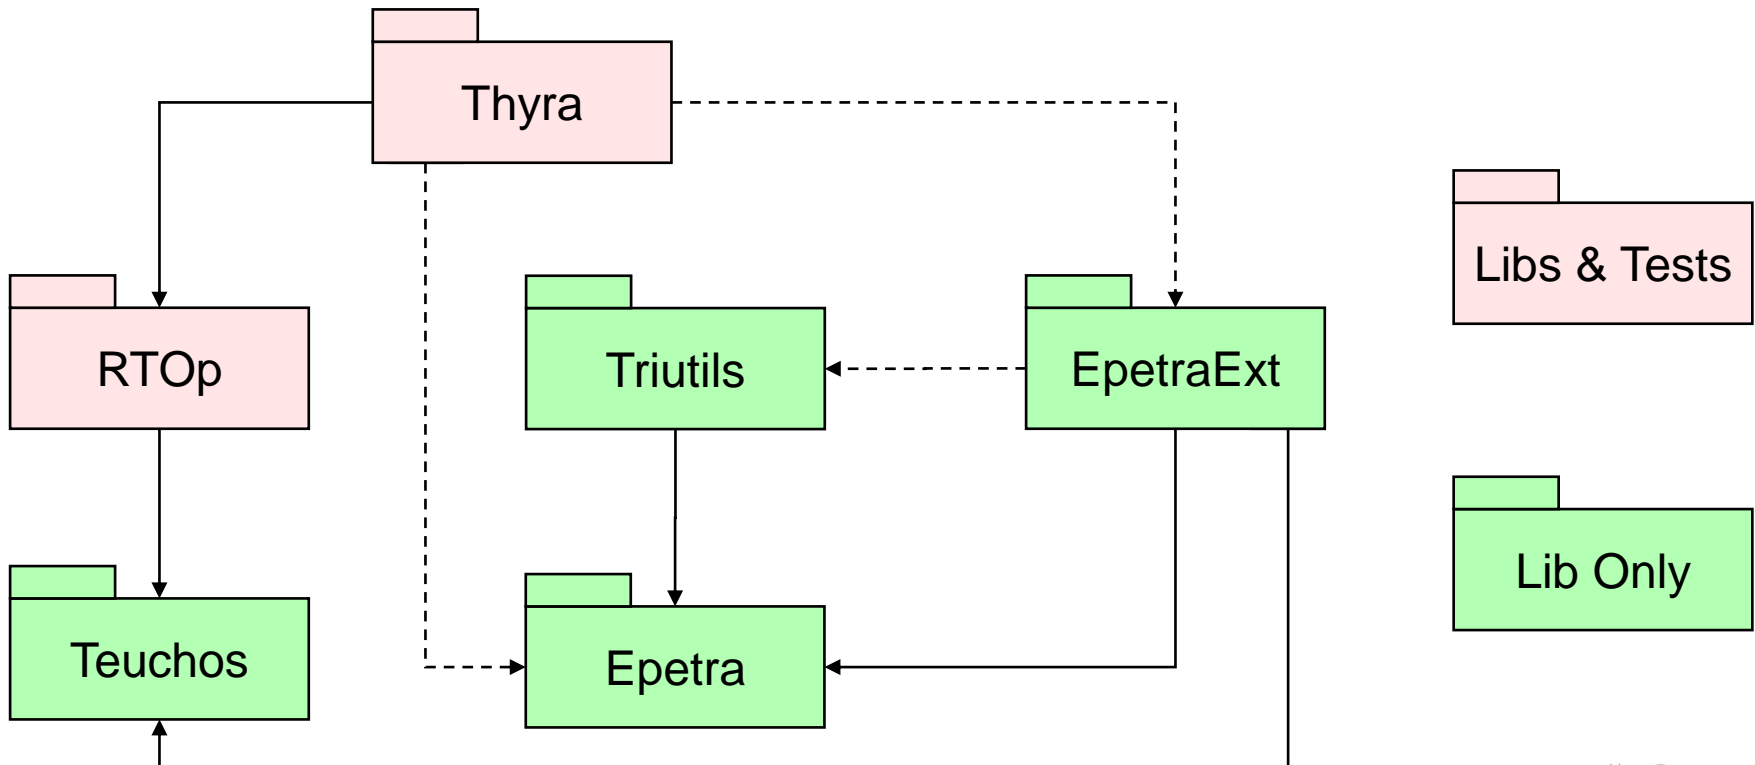 Thyra
Libs & Tests
RTOp
Triutils
EpetraExt
Lib Only
Teuchos
Epetra